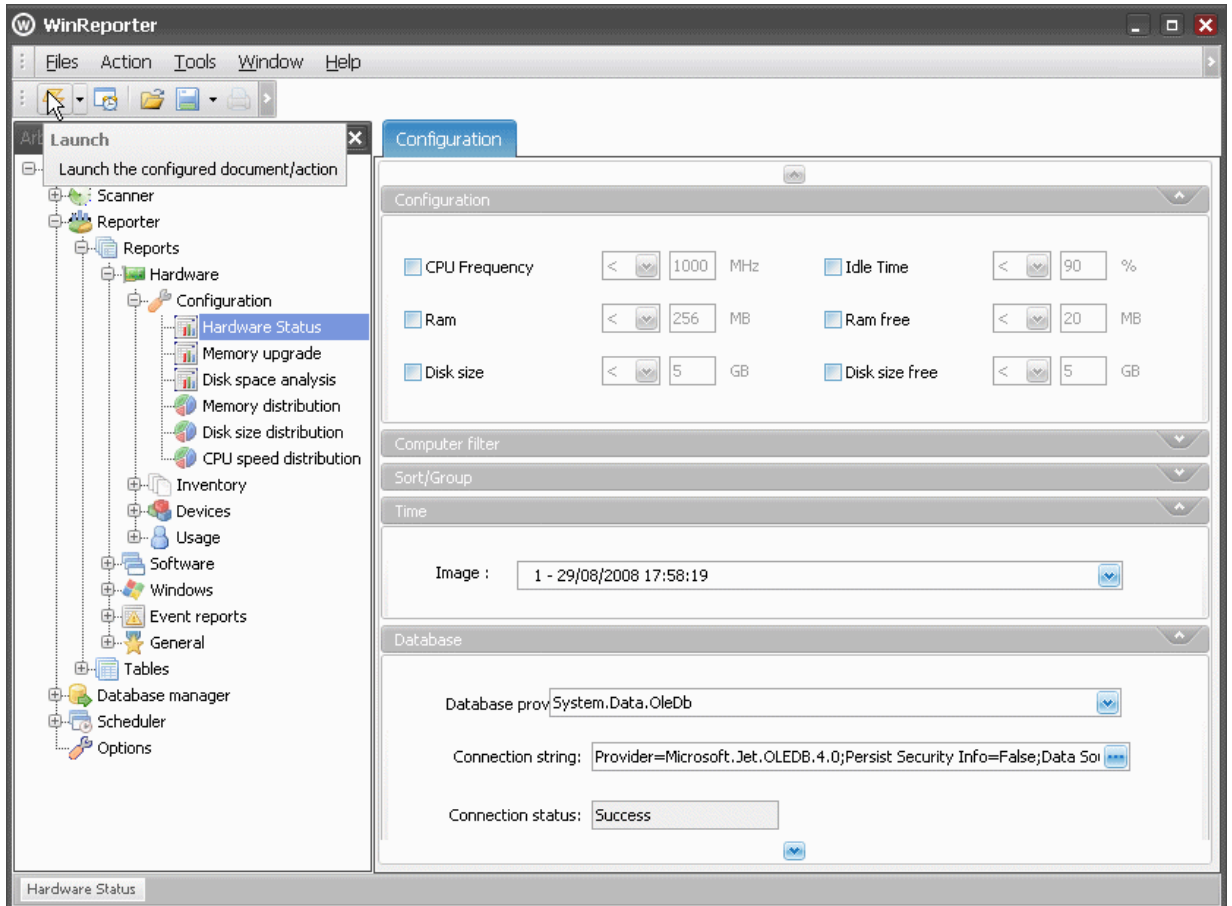 WinReporter
Files Action Tools Window Help
Launch
Launch the configured document/action
Scanner
Reporter
Reports
Hardware
Configuration
Hardware Status
Memory upgrade
Disk space analysis
Memory distribution
Disk size distribution
CPU speed distribution
Inventory
Devices
Usage
Software
Windows
Event reports
General
Tables
Database manager
Scheduler
Options
Configuration
Configuration
CPU Frequency < 1000 MHz Idle Time < 90 %
Ram < 256 MB Ram free < 20 MB
Disk size < 5 GB Disk size free < 5 GB
Computer filter
Sort/Group
Time
Image : 1 - 29/08/2008 17:58:19
Database
Database prov System.Data.OleDb
Connection string: Provider=Microsoft.Jet.OLEDB.4.0;Persist Security Info=False;Data
Connection status: Success
Hardware Status